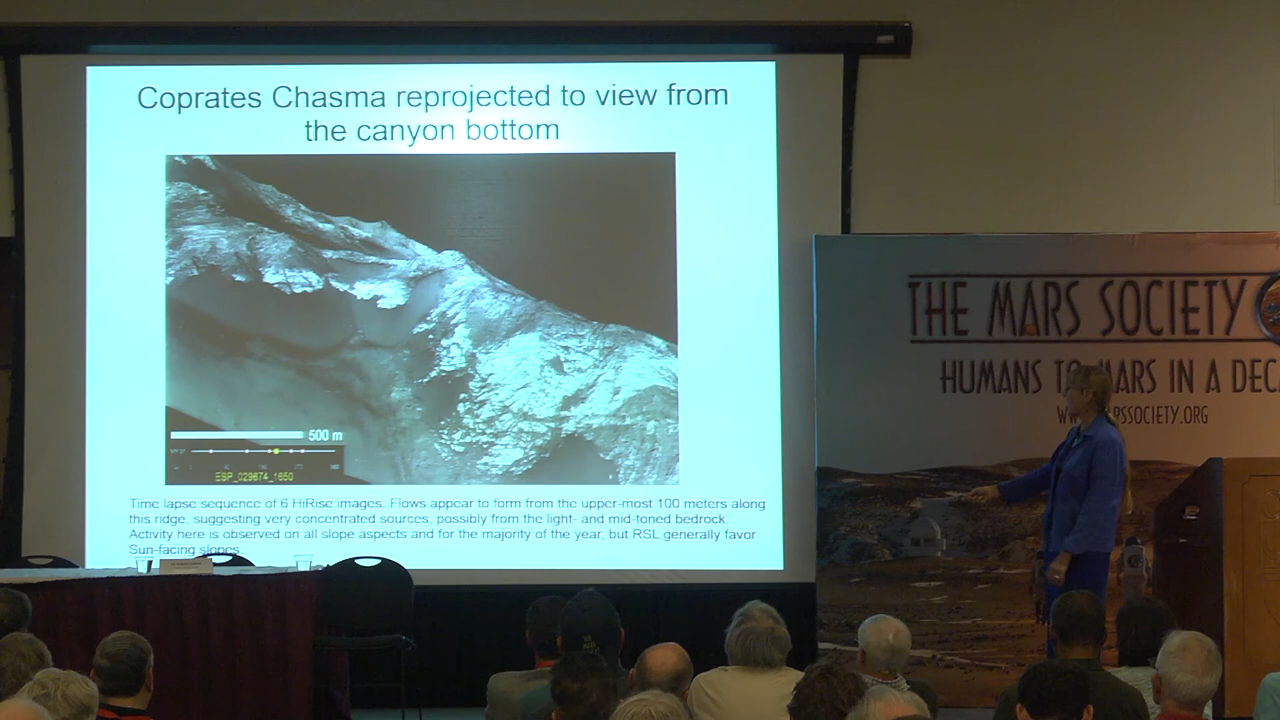 Coprates Chasma reprojected to view from
the canyon bottom
500 m
ESP_029674_1650
Time lapse sequence of 6 HiRise images. Flows appear to form from the upper-most 100 meters along
this ridge, suggesting very concentrated sources, possibly from the light- and mid-toned bedrock.
Activity here is observed on all slope aspects and for the majority of the year, but RSL generally favor
Sun-facing slopes.
THE MARS SOCIETY
HUMANS TO MARS IN A DEC